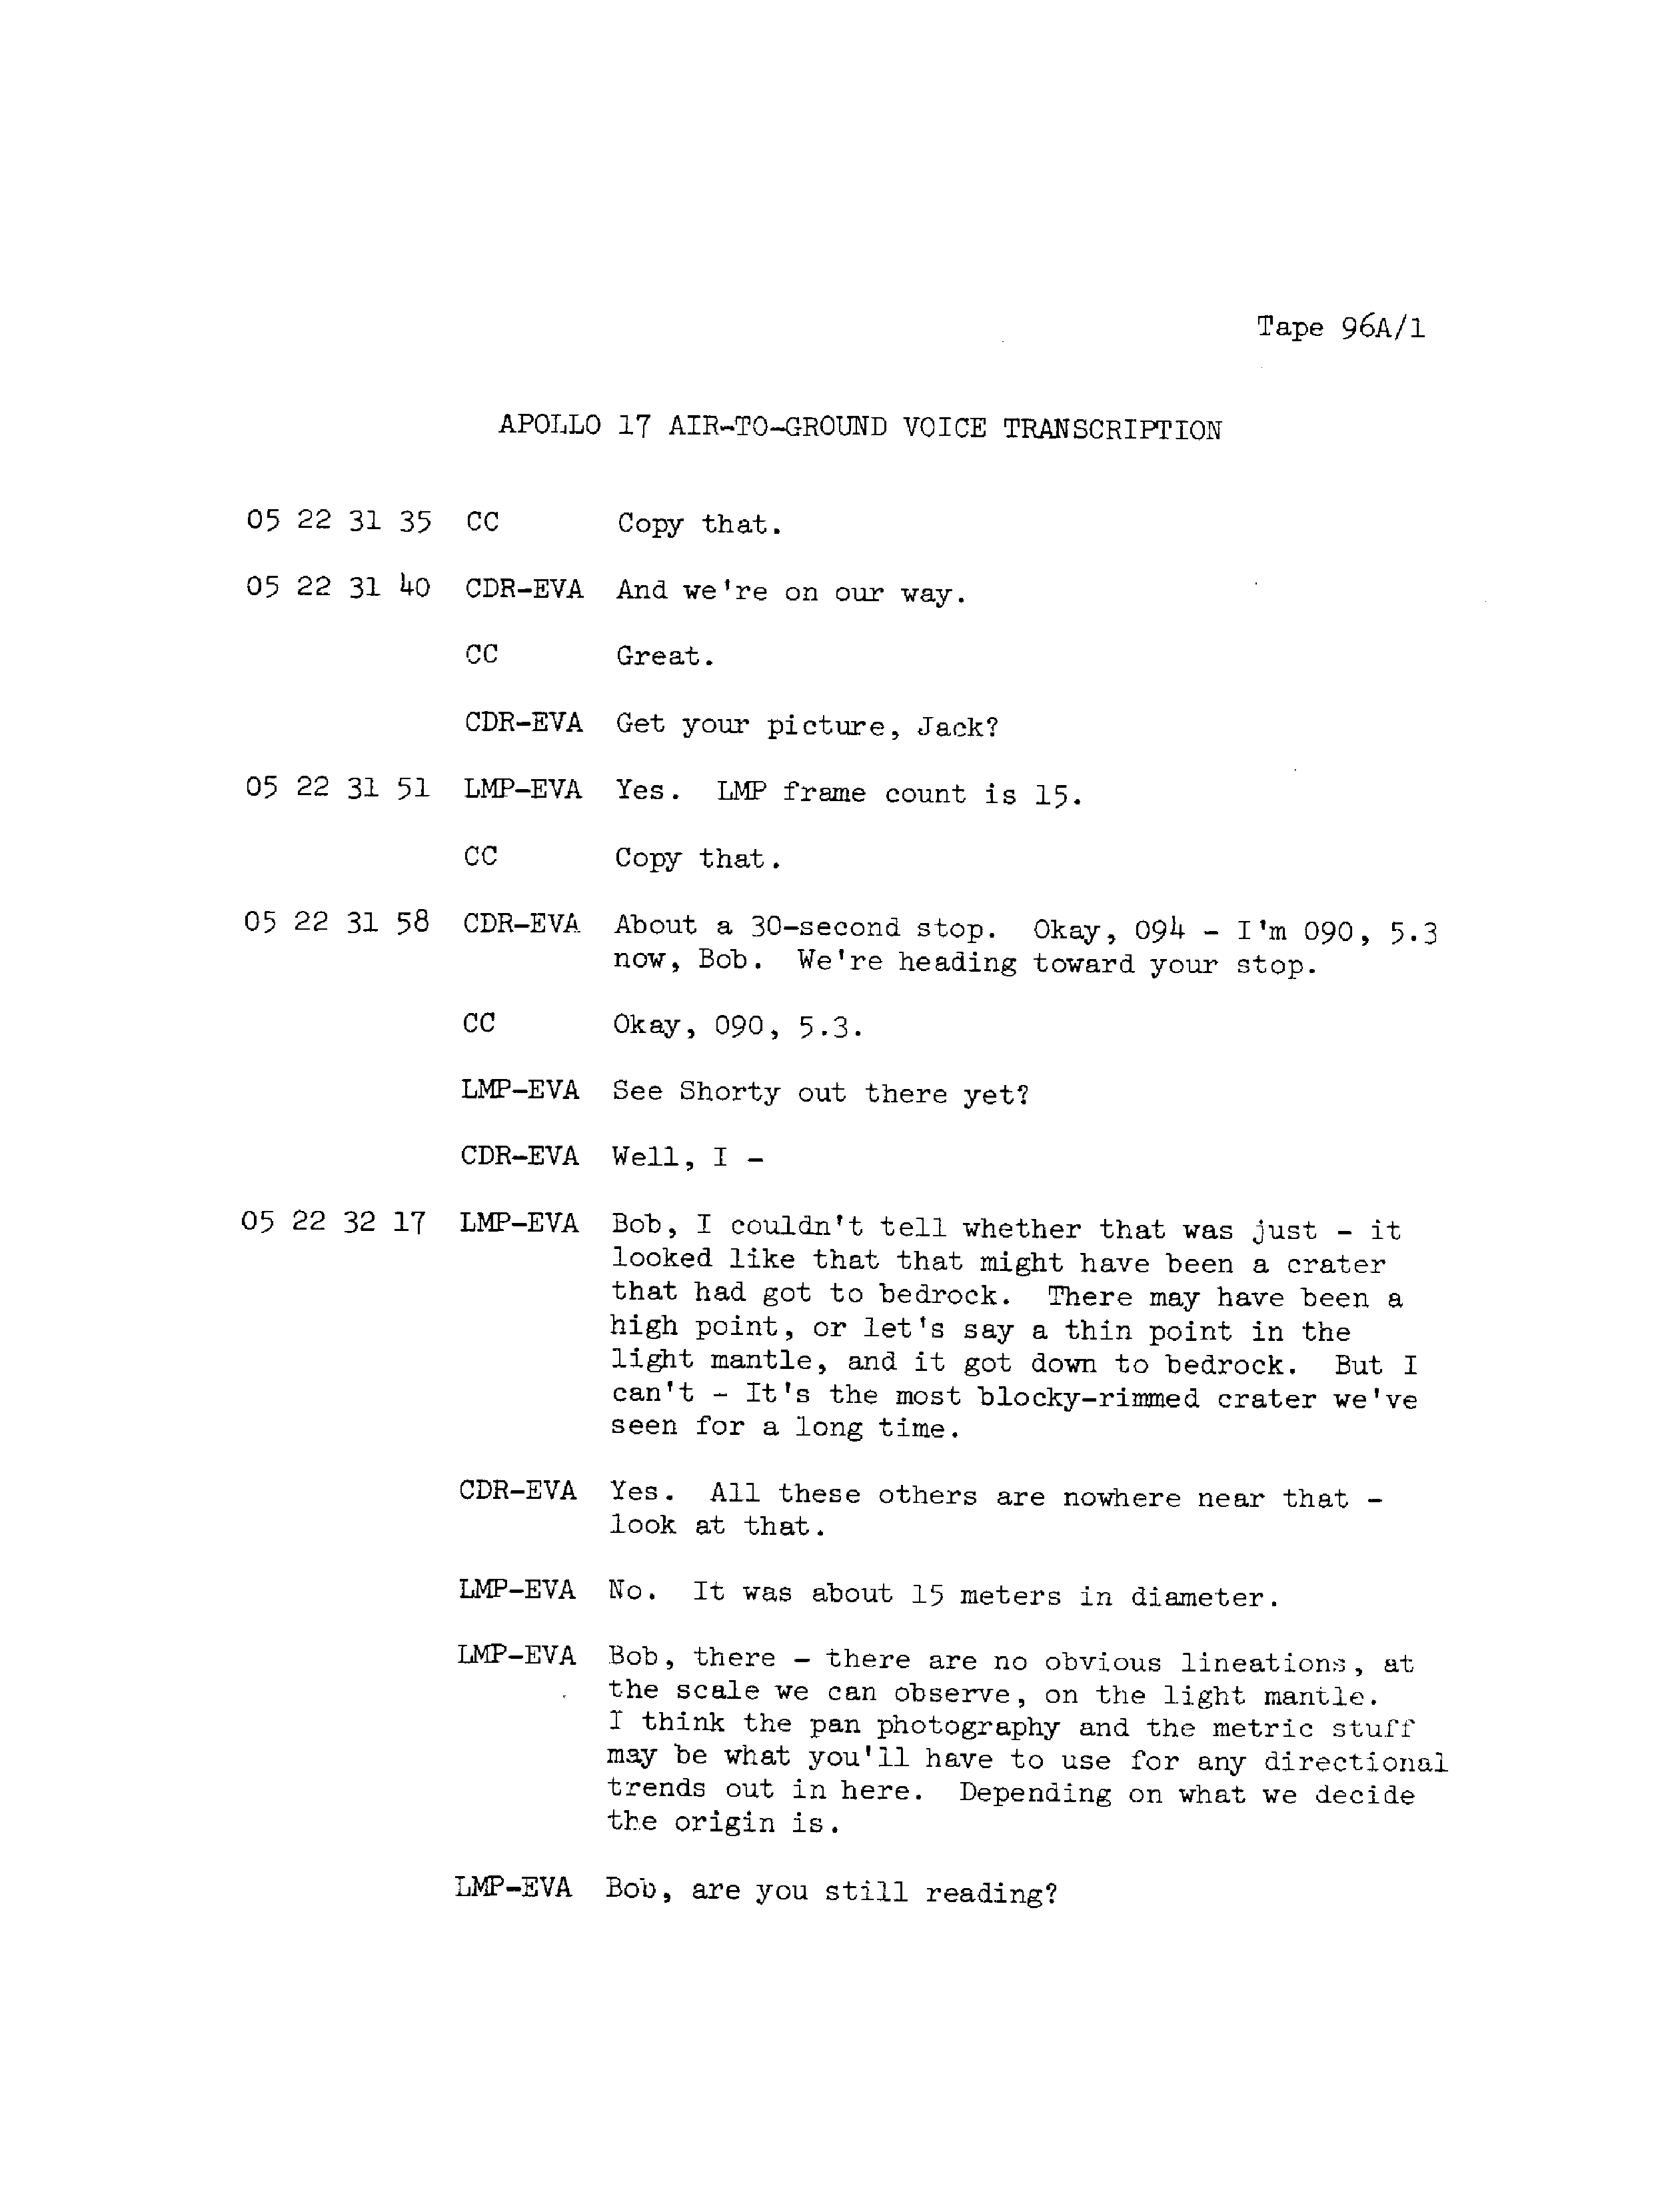 Tape 96A/1
APOLLO 17 AIR-TO-GROUND VOICE TRANSCRIPTION
05 22 31 35 CC Copy that.
05 22 31 40 CDR-EVA And we're on our way.
CC Great.
CDR-EVA Get your picture, Jack?
05 22 31 51 LMP-EVA Yes. LMP frame count is 15.
CC Copy that.
05 22 31 58 CDR-EVA About a 30-second stop. Okay, 094 - I'm 090, 5.3
now, Bob. We're heading toward your stop.
CC Okay, 090, 5.3.
LMP-EVA See Shorty out there yet?
CDR-EVA Well, I -
05 22 32 17 LMP-EVA Bob, I couldn't tell whether that was just - it
looked like that that might have been a crater
that had got to bedrock. There may have been a
high point, or let's say a thin point in the
light mantle, and it got down to bedrock. But I
can't - It's the most blocky-rimmed crater we've
seen for a long time.
CDR-EVA Yes. All these others are nowhere near that -
look at that.
LMP-EVA No. It was about 15 meters in diameter.
LMP-EVA Bob, there - there are no obvious lineations, at
the scale we can observe, on the light mantle.
I think the pan photography and the metric stuff
may be what you'll have to use for any directional
trends out in here. Depending on what we decide
the origin is.
LMP-EVA Bob, are you still reading?